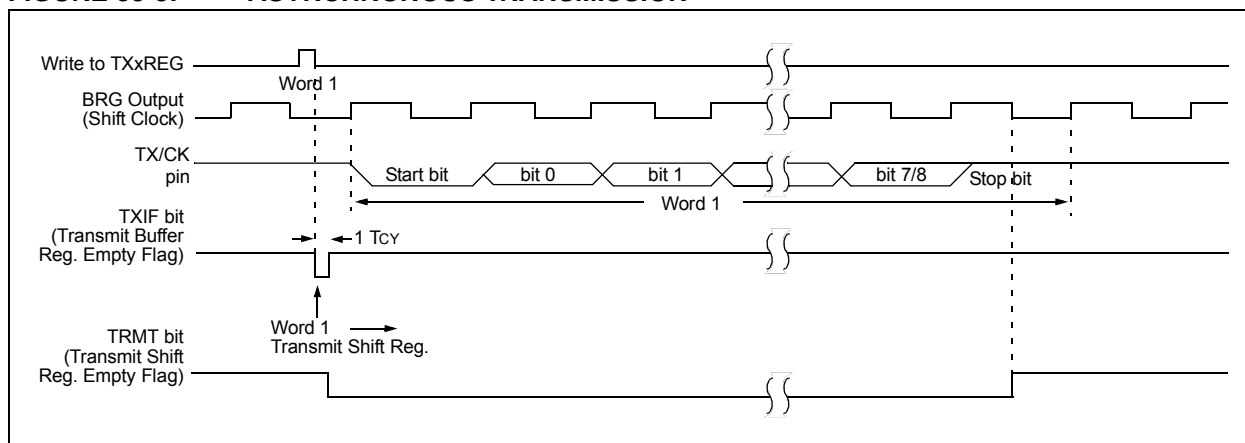 Write to TXxREG
Word 1
BRG Output
(Shift Clock)
TX/CK
pin
Start bit
bit 0
bit 1
bit 7/8
Stop bit
Word 1
TXIF bit
(Transmit Buffer
Reg. Empty Flag)
1 TCY
Word 1
Transmit Shift Reg.
TRMT bit
(Transmit Shift
Reg. Empty Flag)